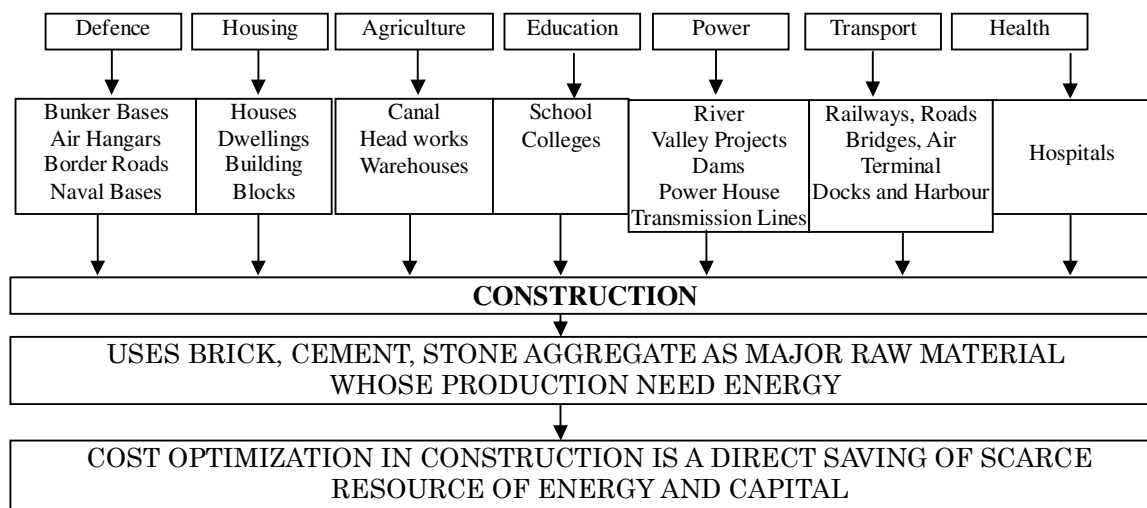 Defence
Housing
Agriculture
Education
Power
Transport
Health
Bunker Bases
Air Hangars
Border Roads
Naval Bases
Houses
Dwellings
Building
Blocks
Canal
Head works
Warehouses
School
Colleges
River
Valley Projects
Dams
Power House
Transmission Lines
Railways, Roads
Bridges, Air
Terminal
Docks and Harbour
Hospitals
CONSTRUCTION
USES BRICK, CEMENT, STONE AGGREGATE AS MAJOR RAW MATERIAL
WHOSE PRODUCTION NEED ENERGY
COST OPTIMIZATION IN CONSTRUCTION IS A DIRECT SAVING OF SCARCE
RESOURCE OF ENERGY AND CAPITAL